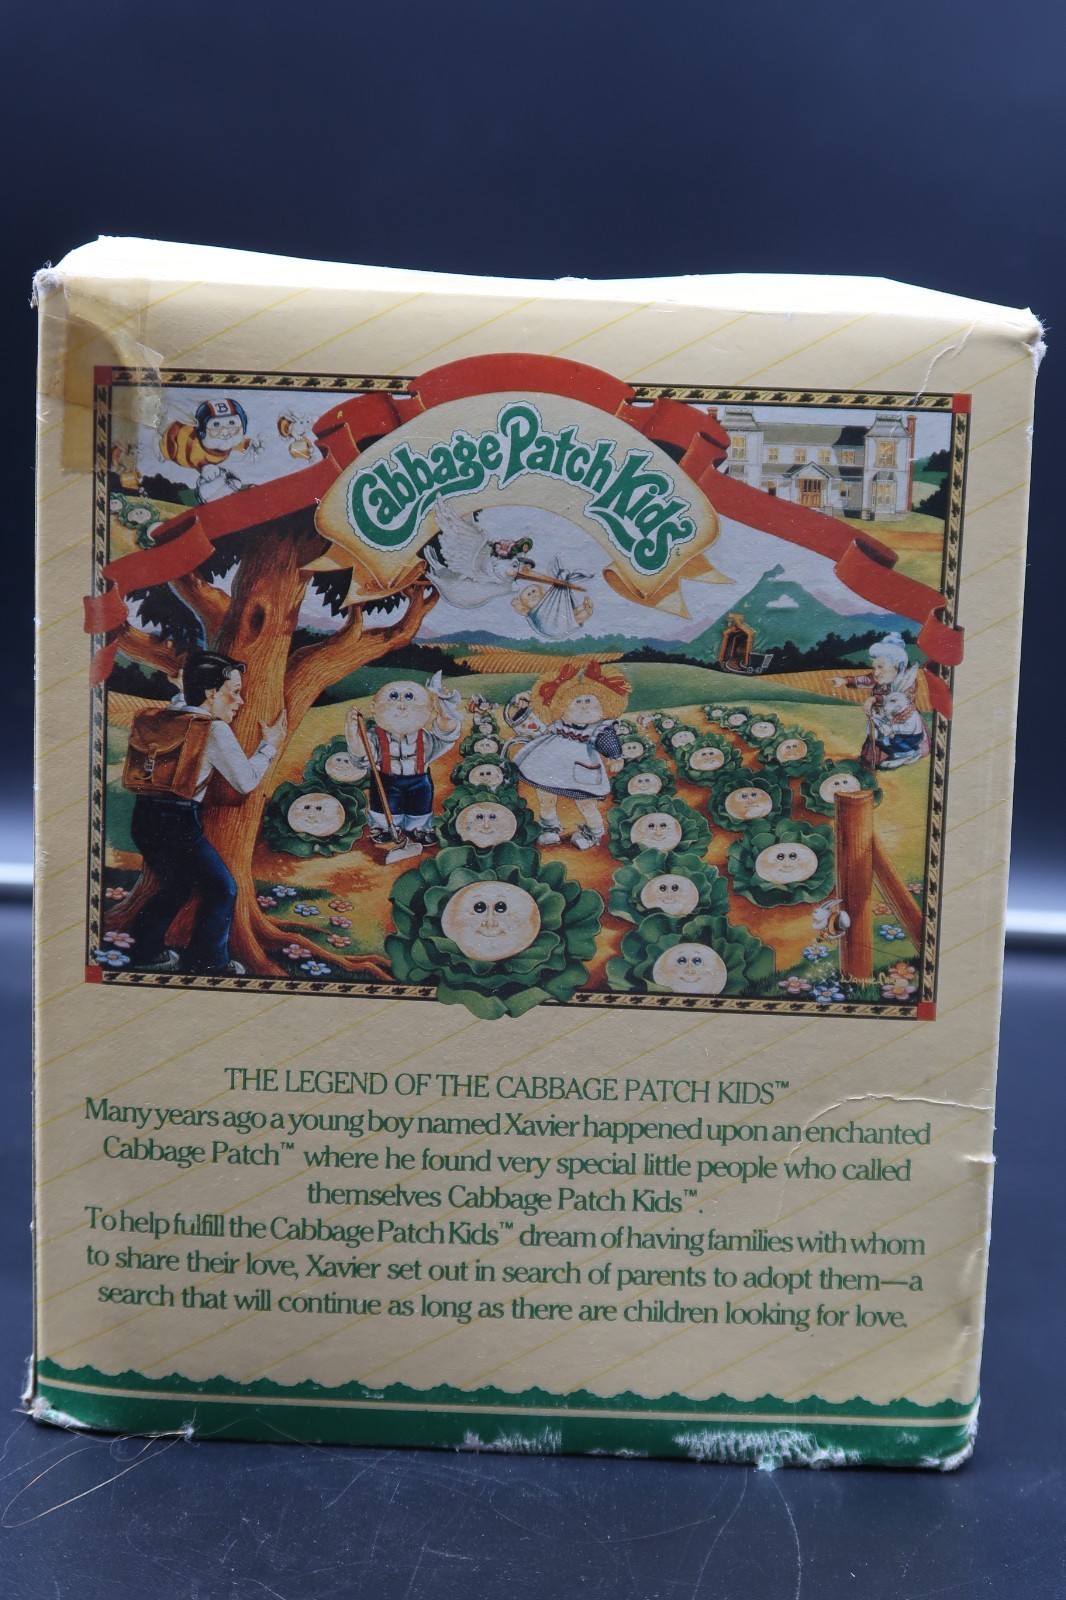 B
Cabbage Patch Kids
THE LEGEND OF THE CABBAGE PATCH KIDS™
Many years ago a young boy named Xavier happened upon an enchanted
Cabbage Patch™ where he found very special little people who called
themselves Cabbage Patch Kids™.
To help fulfill the Cabbage Patch Kids™ dream of having families with whom
to share their love, Xavier set out in search of parents to adopt them—a
search that will continue as long as there are children looking for love.